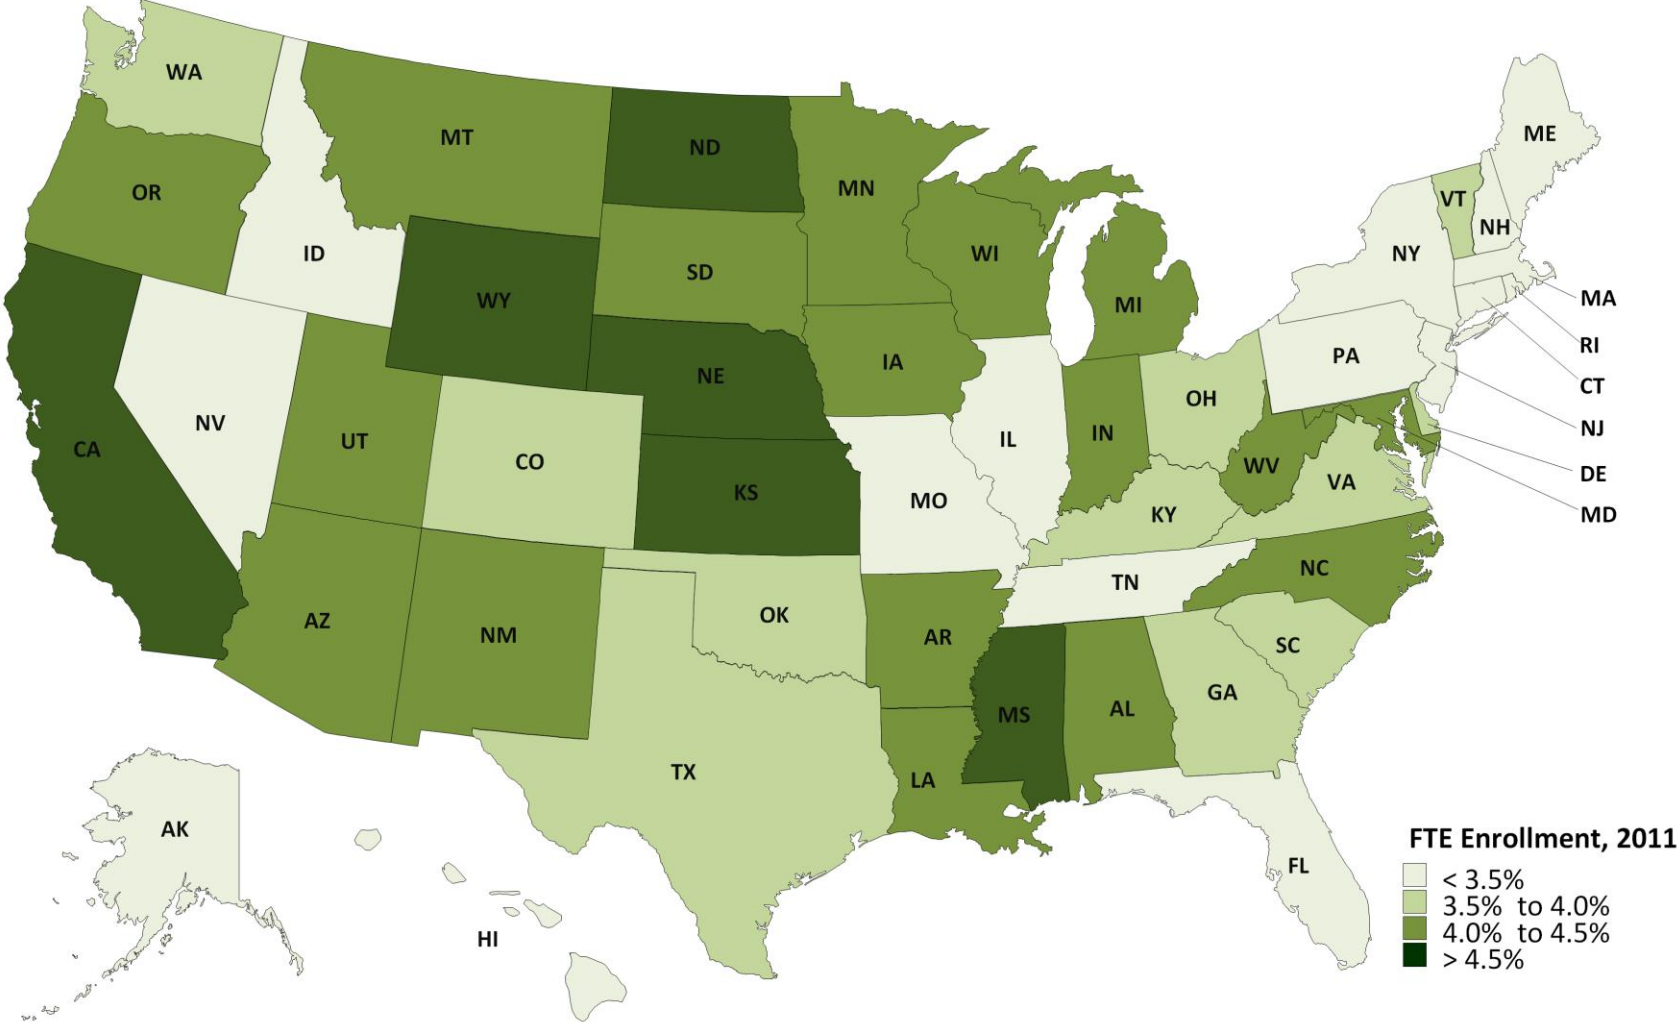 WA
MT
ND
MN
ME
OR
VT
NH
ID
SD
WI
NY
WY
MI
MA
RI
NE
IA
PA
CT
NV
UT
CO
OH
NJ
CA
IL
IN
WV
DE
KS
MO
VA
MD
KY
AZ
NM
OK
AR
TN
NC
SC
MS
AL
GA
TX
LA
AK
FL
HI
FTE Enrollment, 2011
< 3.5%
3.5% to 4.0%
4.0% to 4.5%
> 4.5%